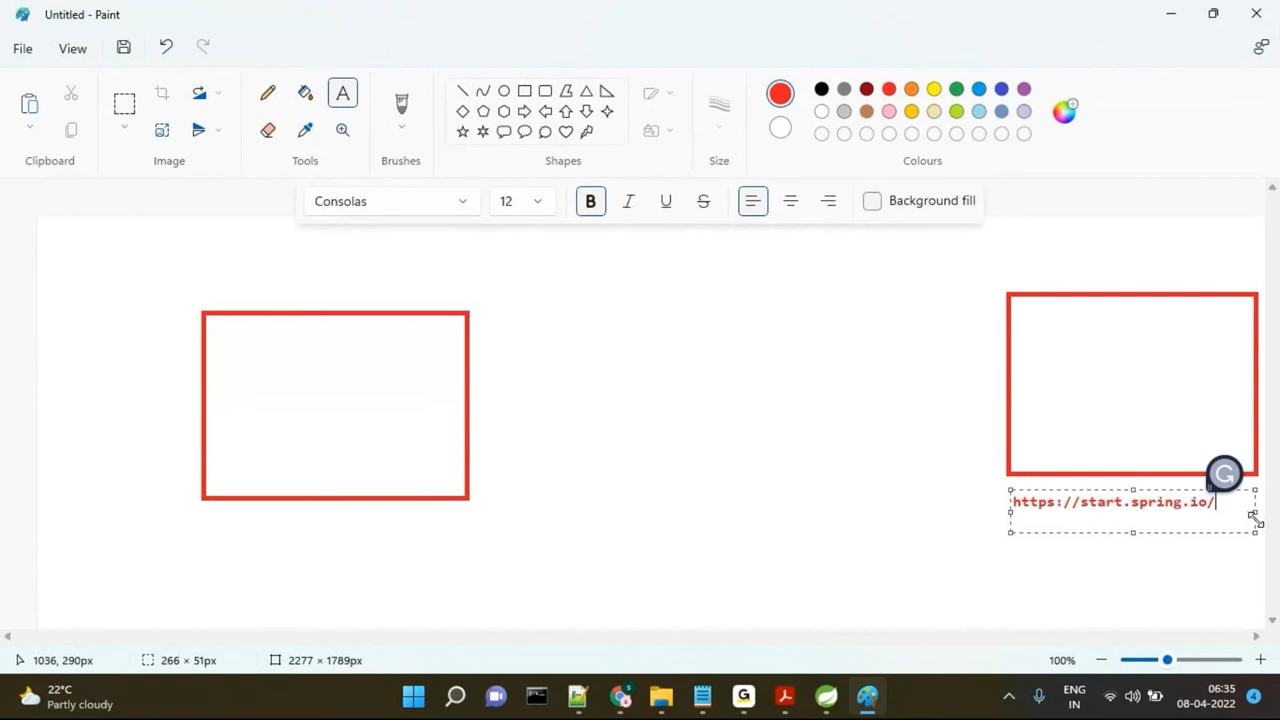 Untitled - Paint
File View
Clipboard Image Tools Brushes Shapes Size Colours
Consolas 12 B I U S Background fill
https://start.spring.io/
1036, 290px 266 × 51px 2277 × 1789px 100%
22°C
Partly cloudy
ENG
IN
06:35
08-04-2022
4